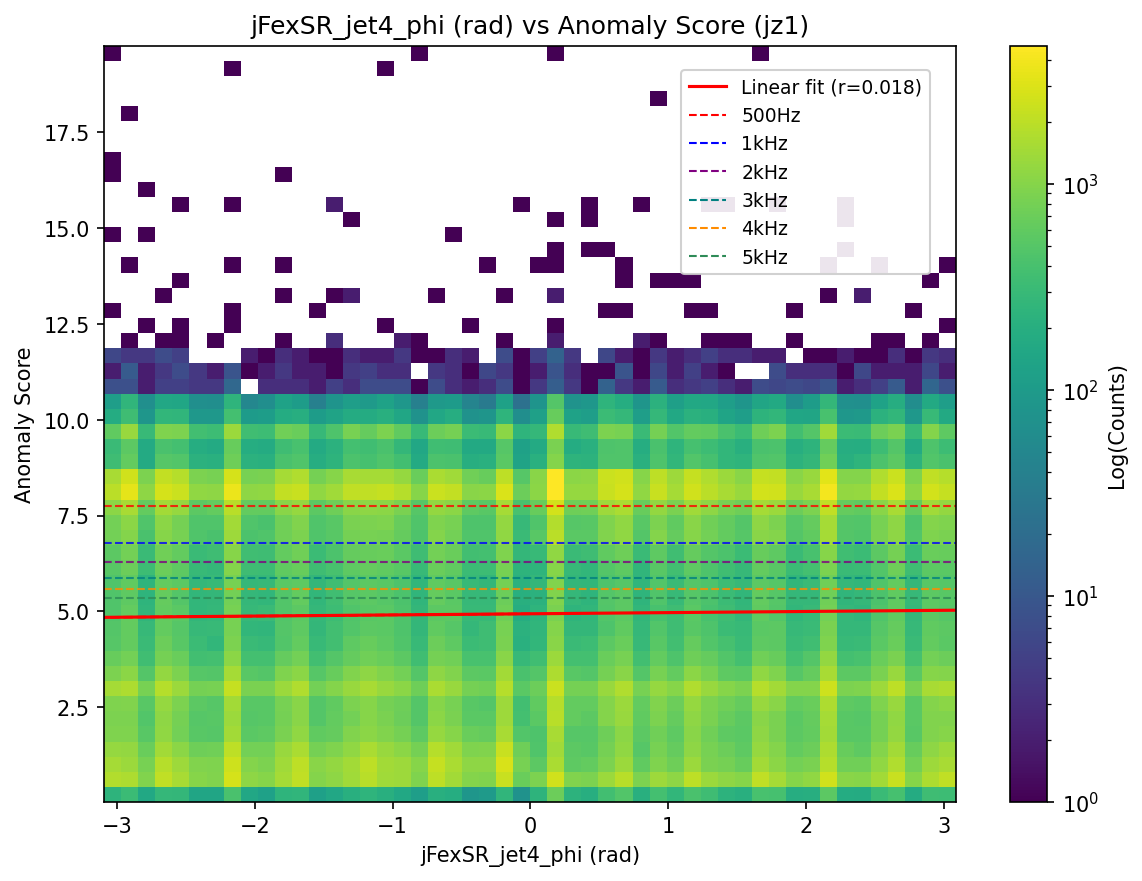 jFexSR_jet4_phi (rad) vs Anomaly Score (jz1)
Linear fit (r=0.018)
500Hz
1kHz
2kHz
3kHz
4kHz
5kHz
Anomaly Score
17.5
15.0
12.5
10.0
7.5
5.0
2.5
−3
−2
−1
0
1
2
3
jFexSR_jet4_phi (rad)
10³
10²
10¹
10⁰
Log(Counts)